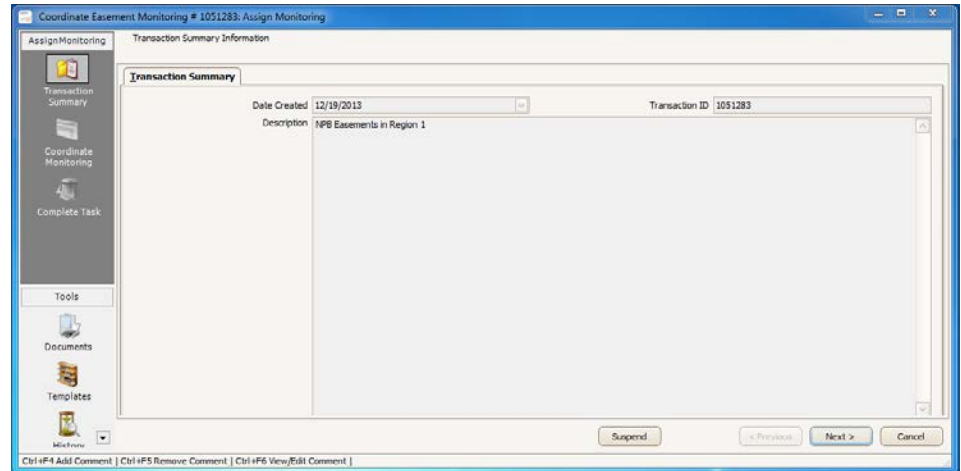 Coordinate Easement Monitoring # 1051283: Assign Monitoring
AssignMonitoring
Transaction Summary Information
Transaction
Summary
Coordinate
Monitoring
Complete Task
Transaction Summary
Date Created 12/19/2013
Transaction ID 1051283
Description NPB Easements in Region 1
Tools
Documents
Templates
History
Suspend
< Previous
Next >
Cancel
Ctrl+F4 Add Comment | Ctrl+F5 Remove Comment | Ctrl+F6 View/Edit Comment |